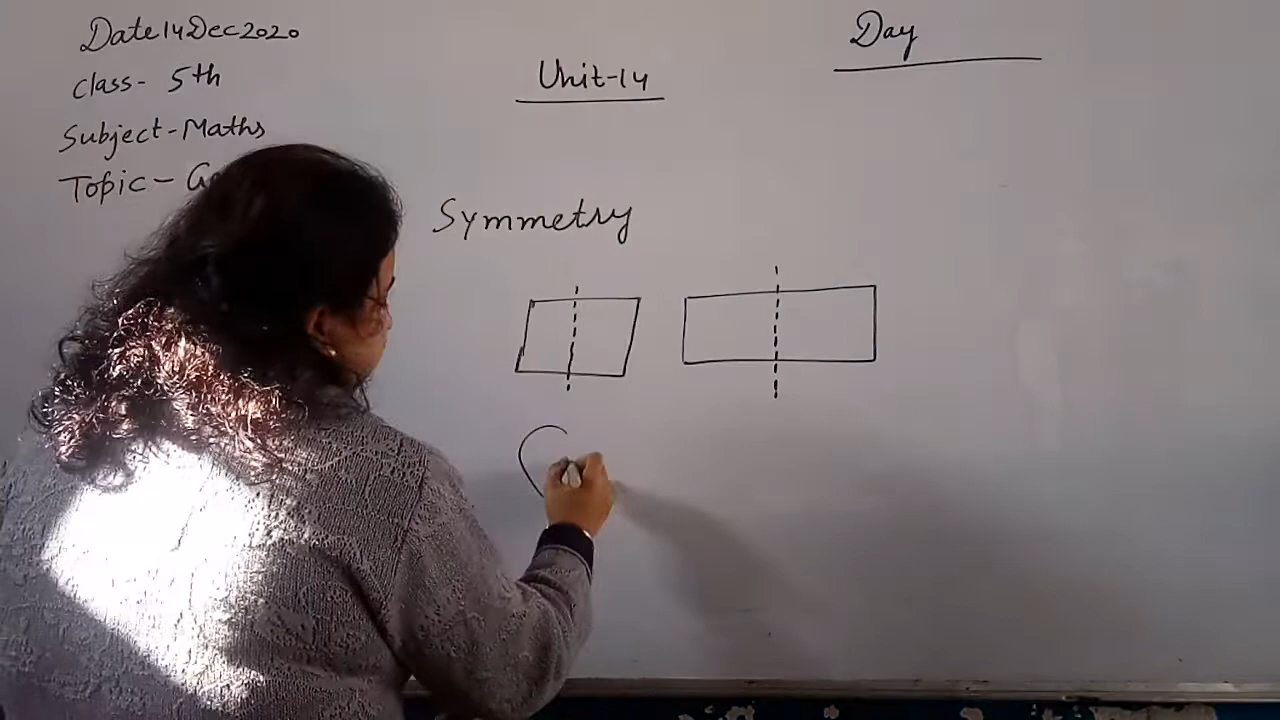 Date 14 Dec 2020
Day
Class- 5th
Unit-14
Subject-Maths
Topic-
Symmetry